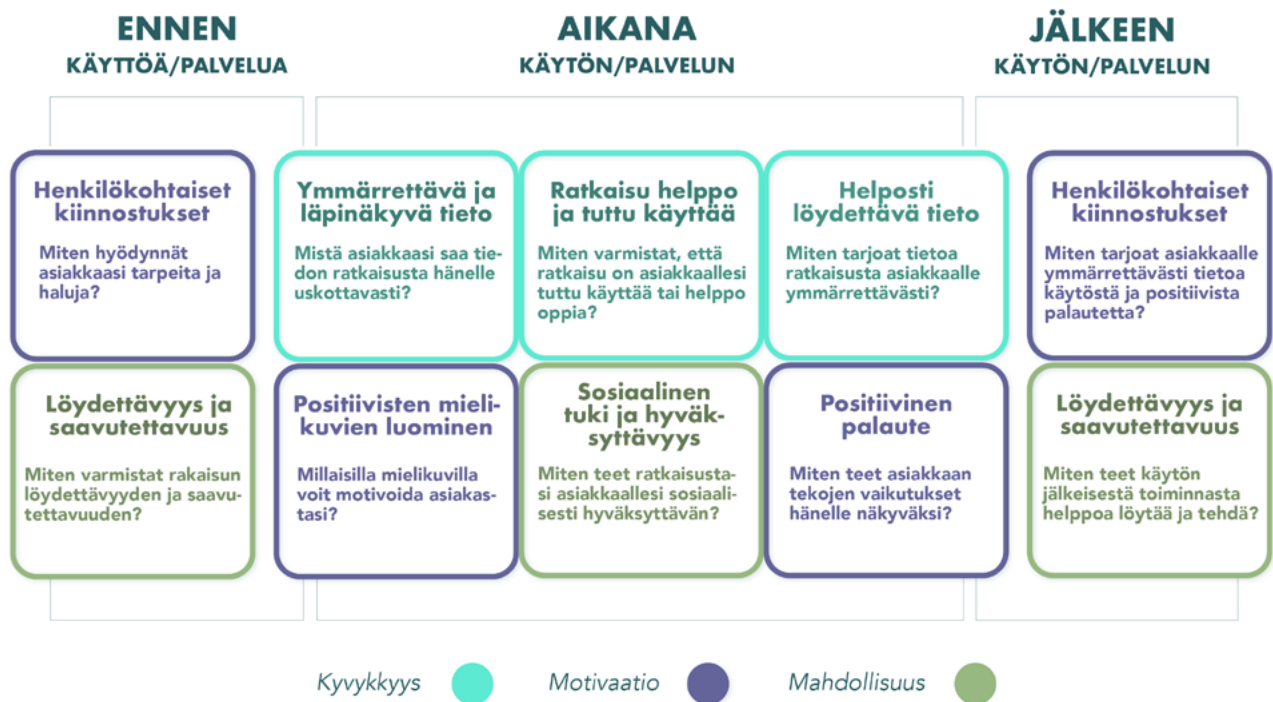 ENNEN
KÄYTTÖÄ/PALVELUA
AIKANA
KÄYTÖN/PALVELUN
JÄLKEEN
KÄYTÖN/PALVELUN
Henkilökohtaiset
kiinnostukset
Miten hyödynnät
asiakkaasi tarpeita ja
haluja?
Ymmärrettävä ja
läpinäkyvä tieto
Mistä asiakkaasi saa tie-
don ratkaisusta hänelle
uskottavasti?
Ratkaisu helppo
ja tuttu käyttää
Miten varmistat, että
ratkaisu on asiakkaallesi
tuttu käyttää tai helppo
oppia?
Helposti
löydettävä tieto
Miten tarjoat tietoa
ratkaisusta asiakkaalle
ymmärrettävästi?
Henkilökohtaiset
kiinnostukset
Miten tarjoat asiakkaalle
ymmärrettävästi tietoa
käytöstä ja positiivista
palautetta?
Löydettävyys ja
saavutettavuus
Miten varmistat rakaisun
löydettävyyden ja saavu-
tettavuuden?
Positiivisten mieli-
kuvien luominen
Millaisilla mielikuvilla
voit motivoida asiakas-
tasi?
Sosiaalinen
tuki ja hyväk-
syttävyys
Miten teet ratkaisusta-
si asiakkaallesi sosiaali-
sesti hyväksyttävän?
Positiivinen
palaute
Miten teet asiakkaan
tekojen vaikutukset
hänelle näkyväksi?
Löydettävyys ja
saavutettavuus
Miten teet käytön
jälkeisestä toiminnasta
helppoa löytää ja tehdä?
Kyvykkyys
Motivaatio
Mahdollisuus